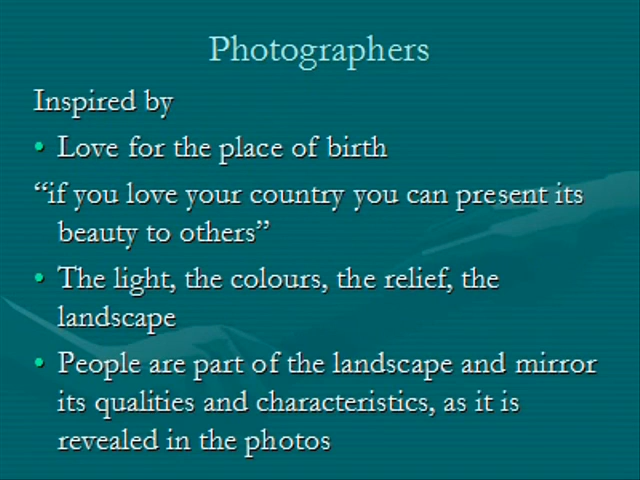 Photographers
Inspired by
• Love for the place of birth
“if you love your country you can present its
beauty to others”
• The light, the colours, the relief, the
landscape
• People are part of the landscape and mirror
its qualities and characteristics, as it is
revealed in the photos